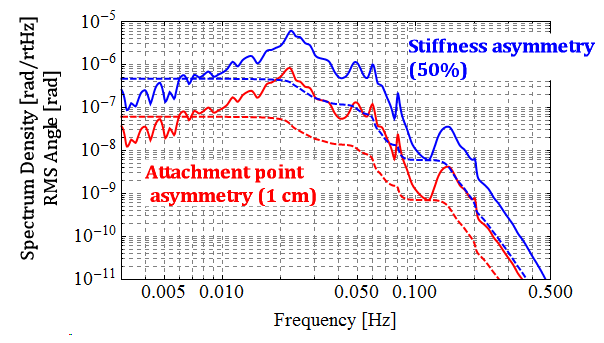 Spectrum Density [rad/rtHz]
RMS Angle [rad]
10⁻⁵
10⁻⁶
10⁻⁷
10⁻⁸
10⁻⁹
10⁻¹⁰
10⁻¹¹
Stiffness asymmetry
(50%)
Attachment point
asymmetry (1 cm)
0.005 0.010 0.050 0.100 0.500
Frequency [Hz]